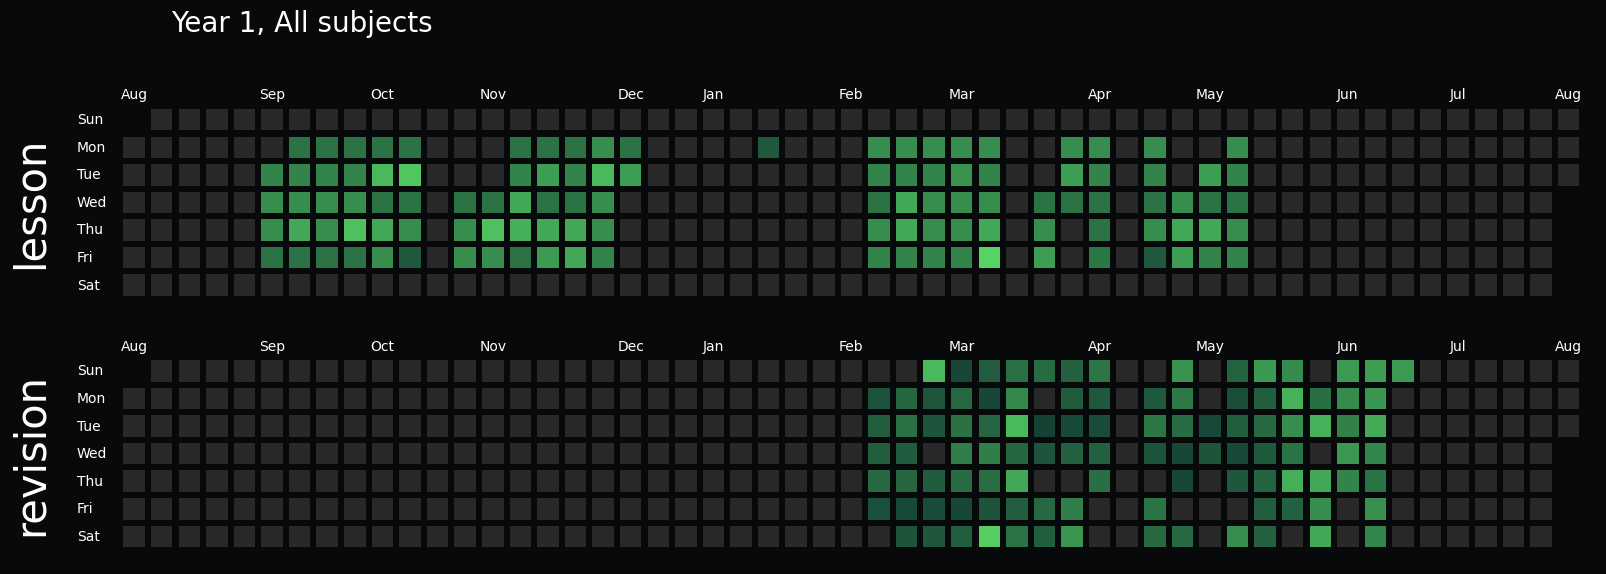 Year 1, All subjects
Aug Sep Oct Nov Dec Jan Feb Mar Apr May Jun Jul Aug
lesson
Sun
Mon
Tue
Wed
Thu
Fri
Sat
Aug Sep Oct Nov Dec Jan Feb Mar Apr May Jun Jul Aug
revision
Sun
Mon
Tue
Wed
Thu
Fri
Sat